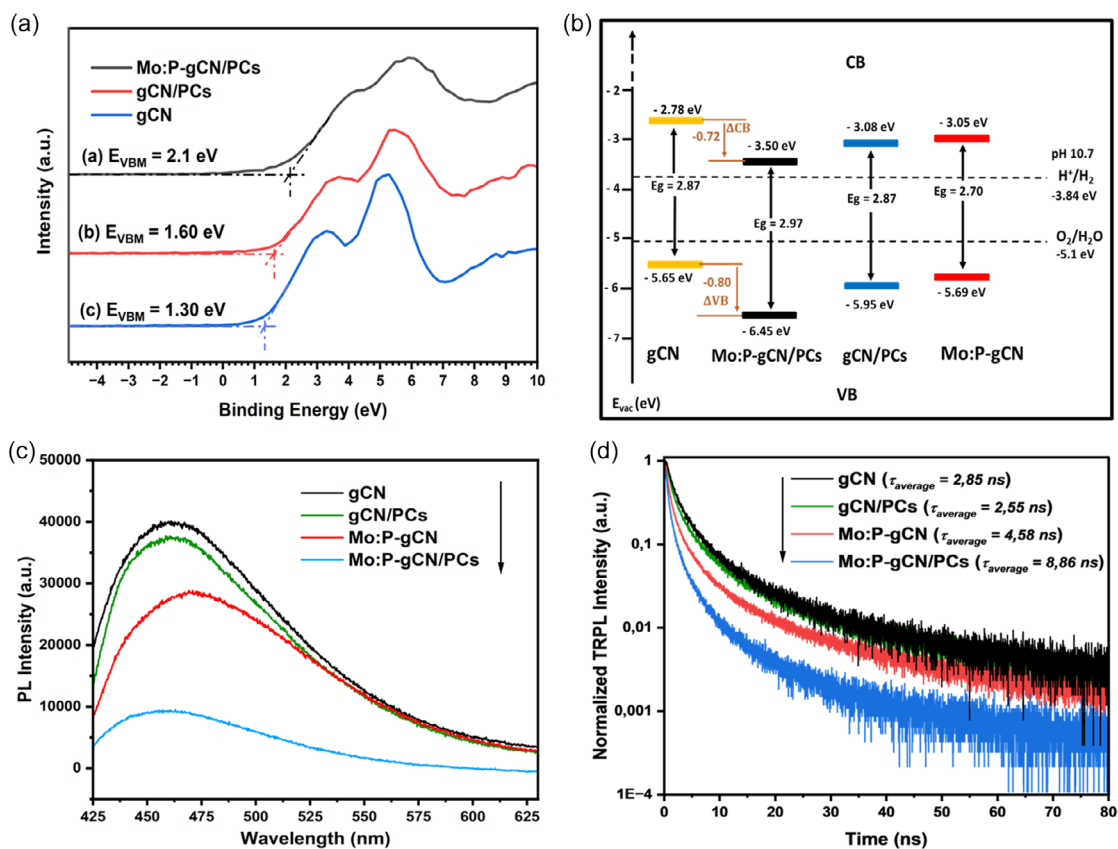 (a)
Mo:P-gCN/PCs
gCN/PCs
gCN
(a) EVBM = 2.1 eV
(b) EVBM = 1.60 eV
(c) EVBM = 1.30 eV
Intensity (a.u.)
−4 −3 −2 −1 0 1 2 3 4 5 6 7 8 9 10
Binding Energy (eV)
(b)
CB
-2
-3
-4
-5
-6
-7
- 2.78 eV
-0.72
ΔCB
- 3.50 eV
- 3.08 eV
- 3.05 eV
pH 10.7
H⁺/H₂
-3.84 eV
Eg = 2.87
Eg = 2.97
Eg = 2.87
Eg = 2.70
O₂/H₂O
-5.1 eV
- 5.65 eV
-0.80
ΔVB
- 6.45 eV
- 5.95 eV
- 5.69 eV
gCN
Mo:P-gCN/PCs
gCN/PCs
Mo:P-gCN
Evac (eV)
VB
(c)
50000
40000
30000
20000
10000
0
PL Intensity (a.u.)
gCN
gCN/PCs
Mo:P-gCN
Mo:P-gCN/PCs
425 450 475 500 525 550 575 600 625
Wavelength (nm)
(d)
1
0,1
0,01
0,001
1E−4
Normalized TRPL Intensity (a.u.)
gCN (τaverage = 2,85 ns)
gCN/PCs (τaverage = 2,55 ns)
Mo:P-gCN (τaverage = 4,58 ns)
Mo:P-gCN/PCs (τaverage = 8,86 ns)
0 10 20 30 40 50 60 70 80
Time (ns)